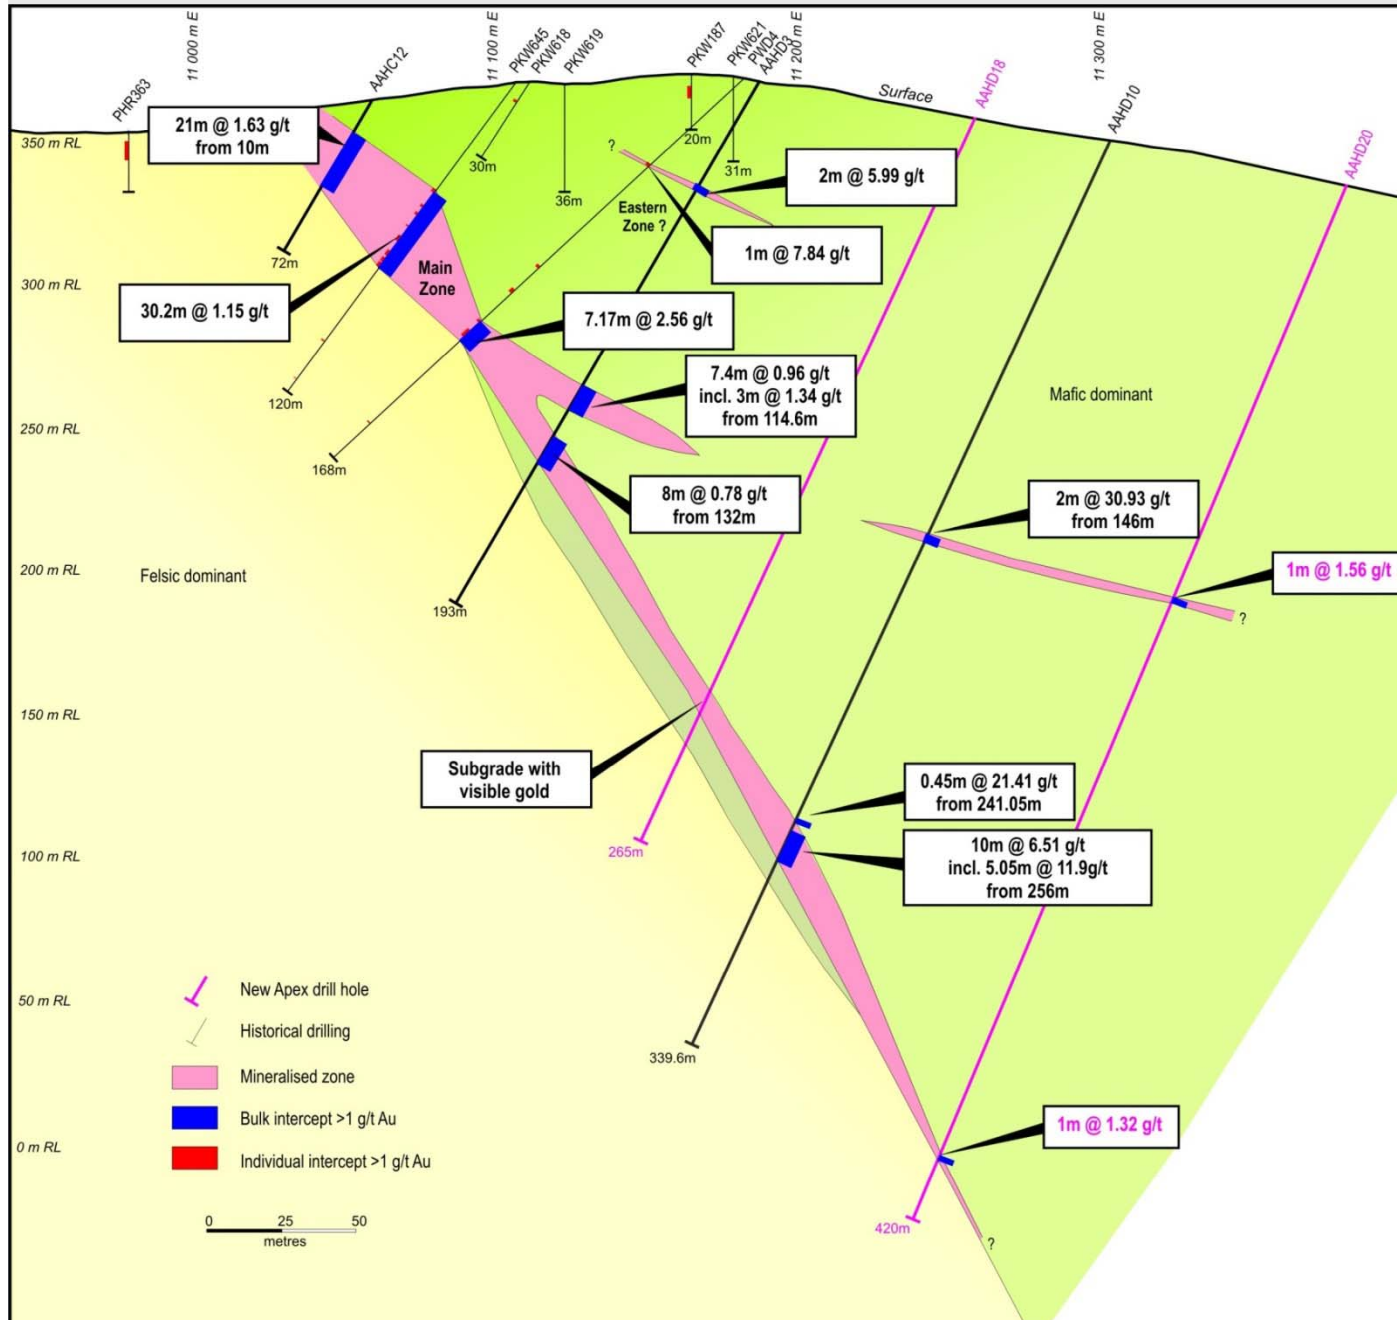 11 000 m E
11 100 m E
11 200 m E
11 300 m E
PHR363
AAHC12
PKW645
PKW618
PKW619
PKW187
PKW621
PWD4
AAHD3
AAHD18
AAHD10
AAHD20
Surface
350 m RL
300 m RL
250 m RL
200 m RL
150 m RL
100 m RL
50 m RL
0 m RL
21m @ 1.63 g/t
from 10m
30m
36m
20m
31m
?
2m @ 5.99 g/t
Eastern
Zone ?
1m @ 7.84 g/t
72m
Main
Zone
30.2m @ 1.15 g/t
7.17m @ 2.56 g/t
7.4m @ 0.96 g/t
incl. 3m @ 1.34 g/t
from 114.6m
Mafic dominant
120m
168m
8m @ 0.78 g/t
from 132m
2m @ 30.93 g/t
from 146m
1m @ 1.56 g/t
?
Felsic dominant
193m
Subgrade with
visible gold
0.45m @ 21.41 g/t
from 241.05m
265m
10m @ 6.51 g/t
incl. 5.05m @ 11.9g/t
from 256m
339.6m
1m @ 1.32 g/t
420m
?
New Apex drill hole
Historical drilling
Mineralised zone
Bulk intercept >1 g/t Au
Individual intercept >1 g/t Au
0 25 50
metres